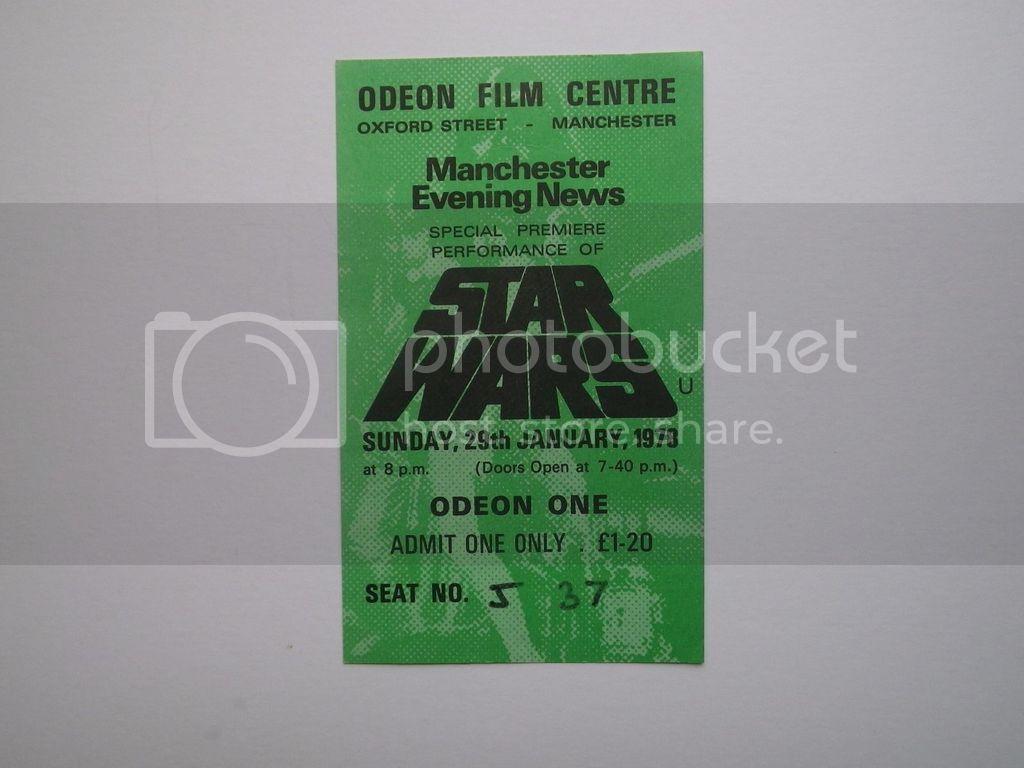 ODEON FILM CENTRE
OXFORD STREET - MANCHESTER
Manchester
Evening News
SPECIAL PREMIERE
PERFORMANCE OF
STAR
WARS
U
photobucket
host. store. share.
SUNDAY, 29th JANUARY, 1978
at 8 p.m. (Doors Open at 7-40 p.m.)
ODEON ONE
ADMIT ONE ONLY . £1-20
SEAT NO. J 37